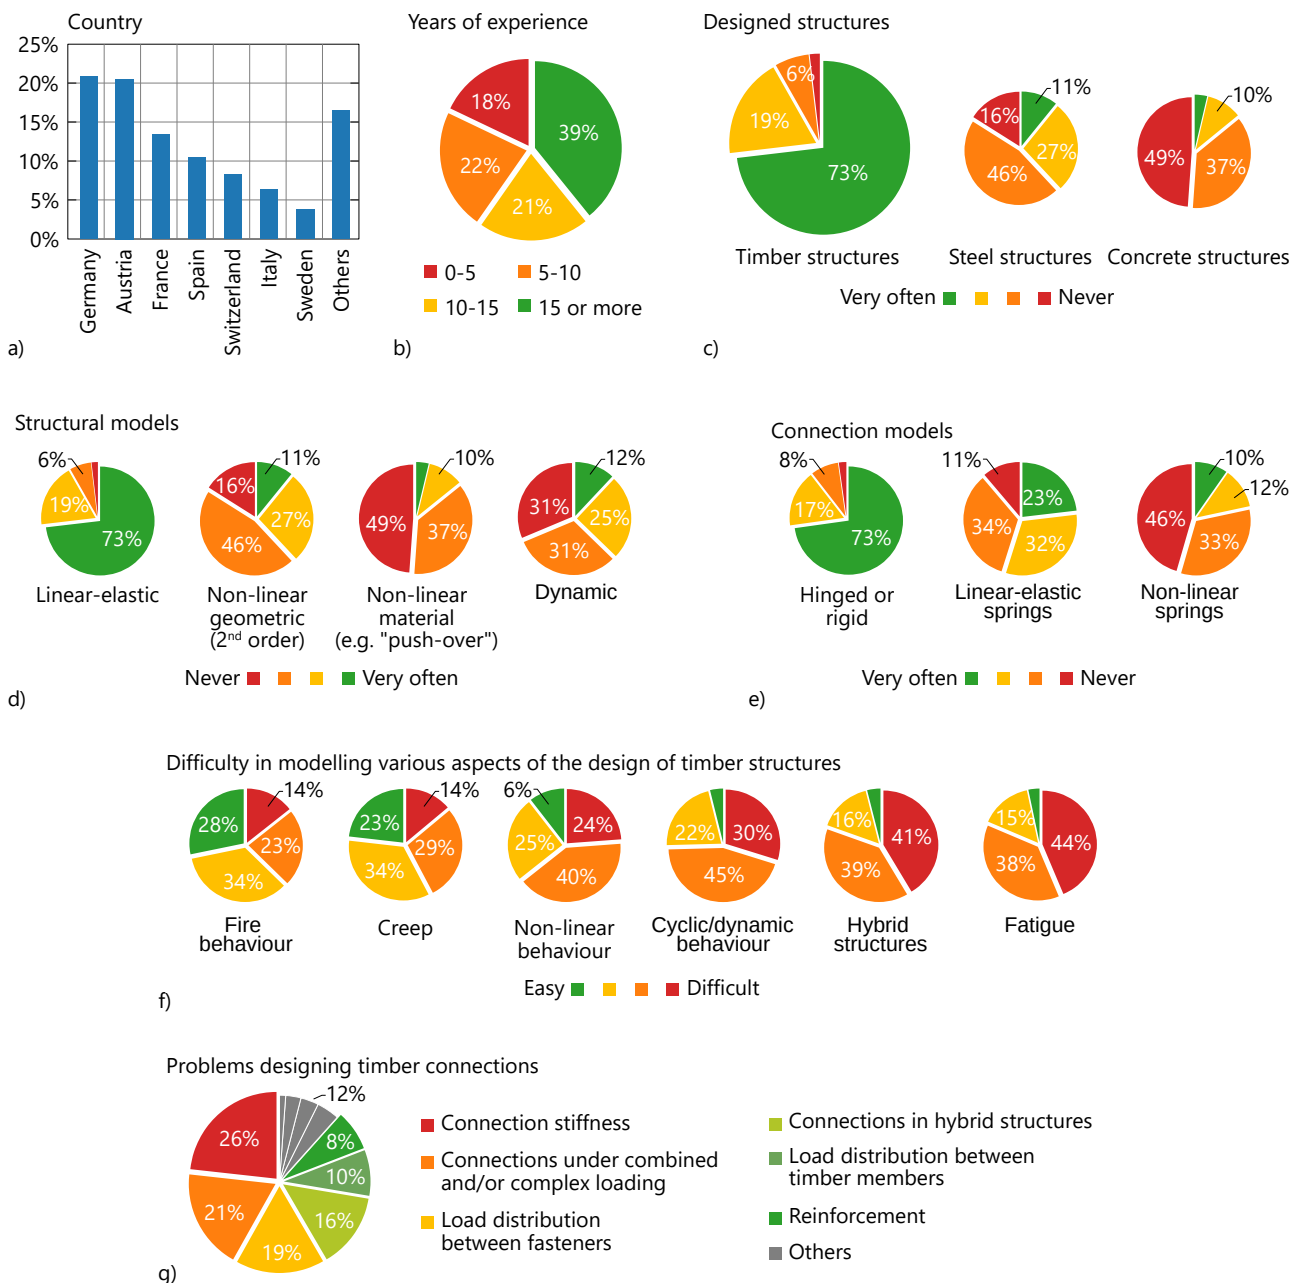 Country
25%
20%
15%
10%
5%
0%
Germany
Austria
France
Spain
Switzerland
Italy
Sweden
Others
a)
Years of experience
18%
39%
22%
21%
0-5
5-10
10-15
15 or more
b)
Designed structures
6%
19%
73%
Timber structures
11%
16%
27%
46%
Steel structures
10%
49%
37%
Concrete structures
Very often
Never
c)
Structural models
6%
19%
73%
Linear-elastic
11%
16%
27%
46%
Non-linear
geometric
(2nd order)
10%
49%
37%
Non-linear
material
(e.g. "push-over")
12%
31%
25%
31%
Dynamic
Never
Very often
d)
Connection models
8%
17%
73%
Hinged or
rigid
11%
23%
34%
32%
Linear-elastic
springs
10%
12%
46%
33%
Non-linear
springs
Very often
Never
e)
Difficulty in modelling various aspects of the design of timber structures
14%
28%
23%
34%
Fire
behaviour
14%
23%
29%
34%
Creep
6%
24%
25%
40%
Non-linear
behaviour
22%
30%
45%
Cyclic/dynamic
behaviour
16%
41%
39%
Hybrid
structures
15%
44%
38%
Fatigue
Easy
Difficult
f)
Problems designing timber connections
12%
26%
8%
10%
21%
16%
19%
Connection stiffness
Connections under combined
and/or complex loading
Load distribution
between fasteners
Connections in hybrid structures
Load distribution between
timber members
Reinforcement
Others
g)